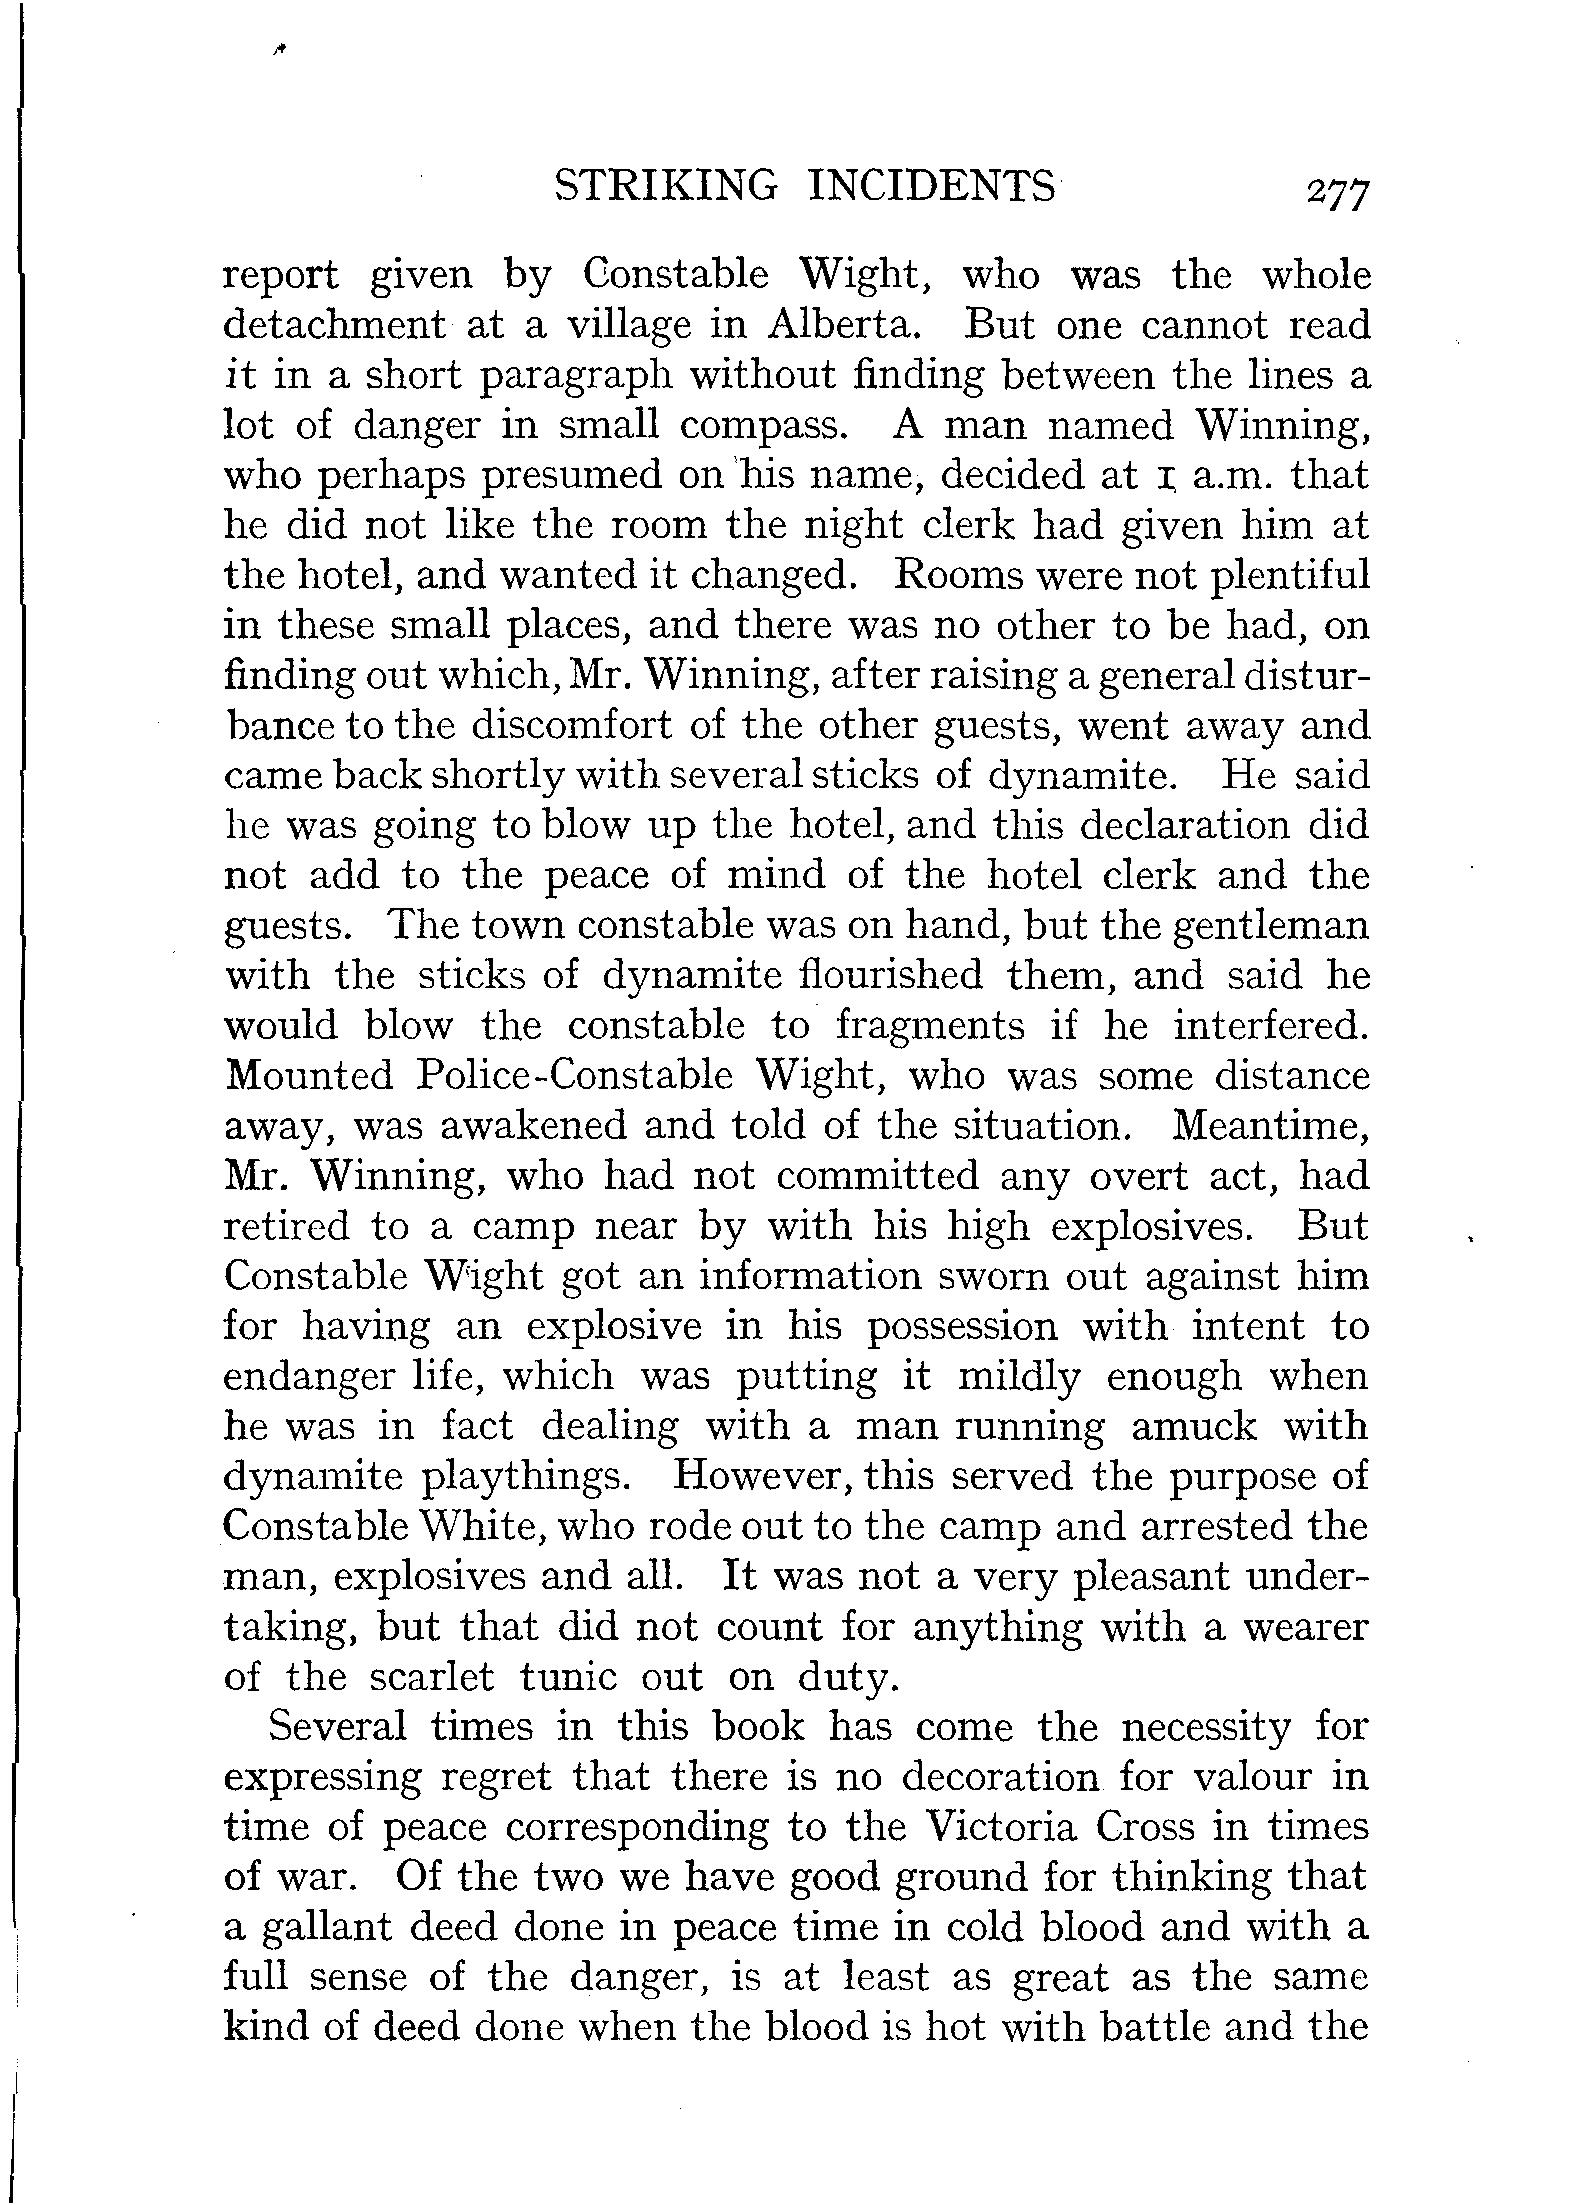 STRIKING INCIDENTS 277
report given by Constable Wight, who was the whole
detachment at a village in Alberta. But one cannot read
it in a short paragraph without finding between the lines a
lot of danger in small compass. A man named Winning,
who perhaps presumed on his name, decided at 1 a.m. that
he did not like the room the night clerk had given him at
the hotel, and wanted it changed. Rooms were not plentiful
in these small places, and there was no other to be had, on
finding out which, Mr. Winning, after raising a general distur-
bance to the discomfort of the other guests, went away and
came back shortly with several sticks of dynamite. He said
he was going to blow up the hotel, and this declaration did
not add to the peace of mind of the hotel clerk and the
guests. The town constable was on hand, but the gentleman
with the sticks of dynamite flourished them, and said he
would blow the constable to fragments if he interfered.
Mounted Police-Constable Wight, who was some distance
away, was awakened and told of the situation. Meantime,
Mr. Winning, who had not committed any overt act, had
retired to a camp near by with his high explosives. But
Constable Wight got an information sworn out against him
for having an explosive in his possession with intent to
endanger life, which was putting it mildly enough when
he was in fact dealing with a man running amuck with
dynamite playthings. However, this served the purpose of
Constable White, who rode out to the camp and arrested the
man, explosives and all. It was not a very pleasant under-
taking, but that did not count for anything with a wearer
of the scarlet tunic out on duty.
Several times in this book has come the necessity for
expressing regret that there is no decoration for valour in
time of peace corresponding to the Victoria Cross in times
of war. Of the two we have good ground for thinking that
a gallant deed done in peace time in cold blood and with a
full sense of the danger, is at least as great as the same
kind of deed done when the blood is hot with battle and the